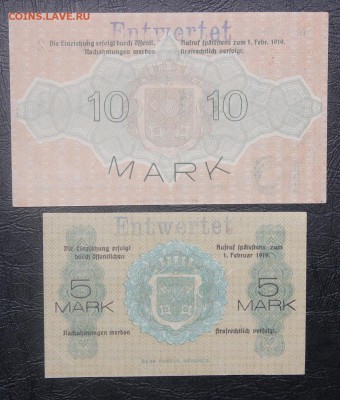 COINS.LAVE.RU
Entwertet
Die Einziehung erfolgt durch öffentl. Aufruf spätestens zum 1. Febr. 1919.
Nachahmungen werden strafrechtlich verfolgt.
10 10
MARK
Entwertet
Die Einziehung erfolgt Aufruf spätestens zum
durch öffentlichen 1. Februar 1919.
5 5
MARK MARK
Nachahmungen werden strafrechtlich verfolgt.